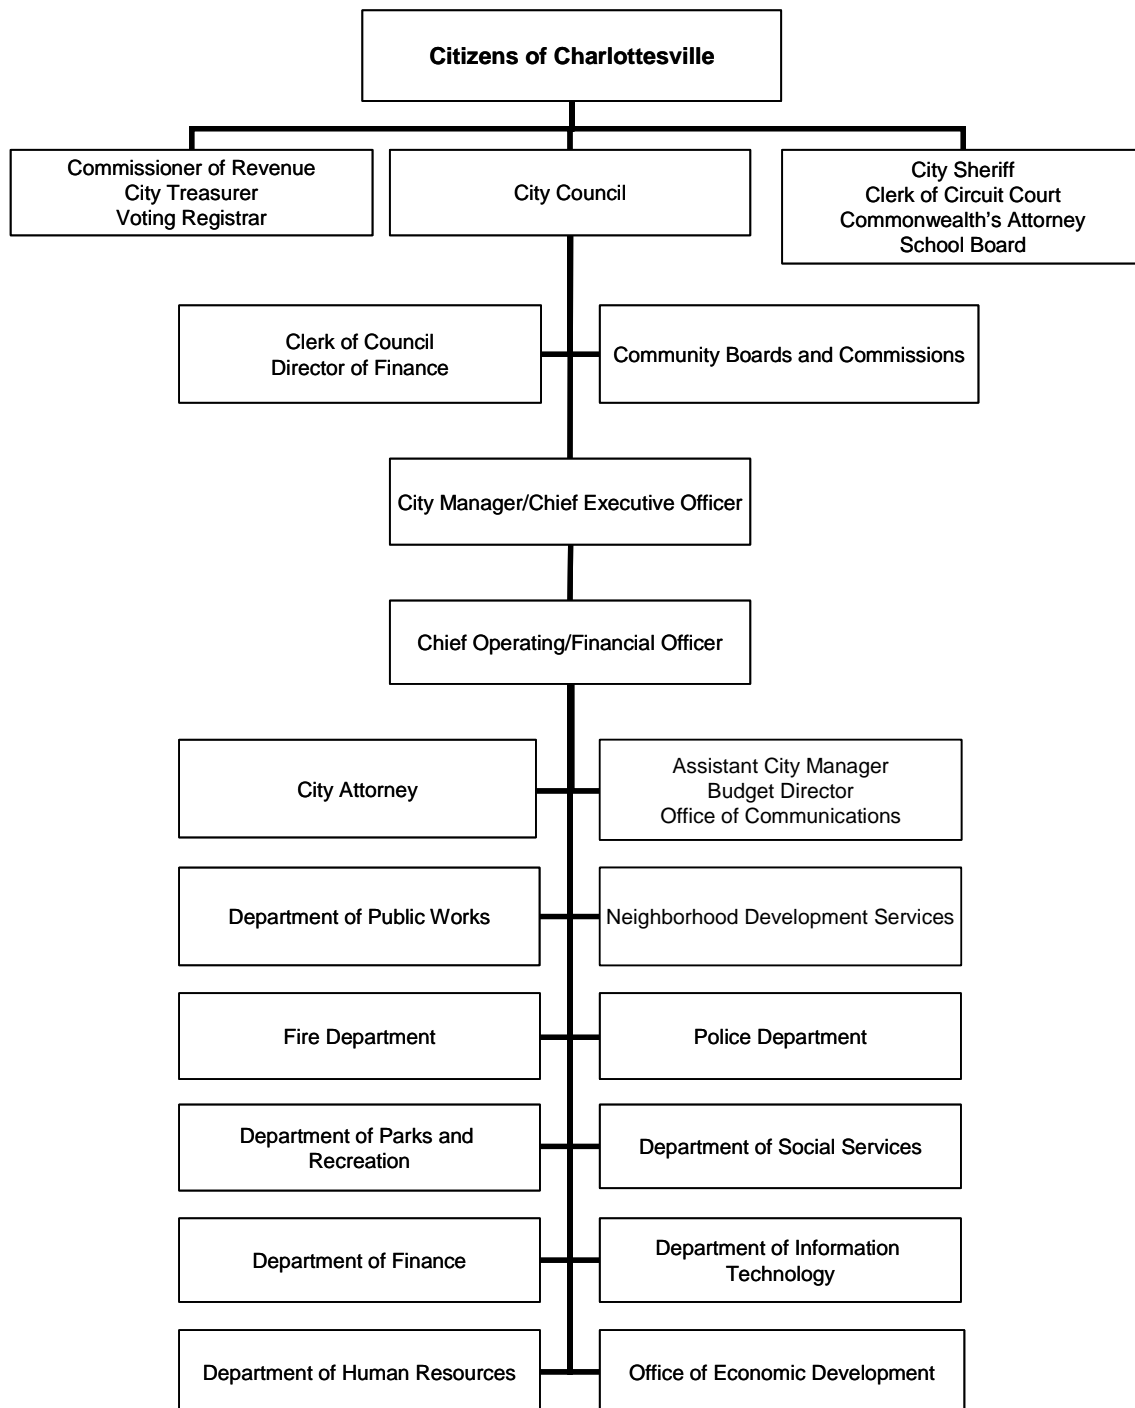 Citizens of Charlottesville
Commissioner of Revenue
City Treasurer
Voting Registrar
City Council
City Sheriff
Clerk of Circuit Court
Commonwealth's Attorney
School Board
Clerk of Council
Director of Finance
Community Boards and Commissions
City Manager/Chief Executive Officer
Chief Operating/Financial Officer
City Attorney
Assistant City Manager
Budget Director
Office of Communications
Department of Public Works
Neighborhood Development Services
Fire Department
Police Department
Department of Parks and
Recreation
Department of Social Services
Department of Finance
Department of Information
Technology
Department of Human Resources
Office of Economic Development